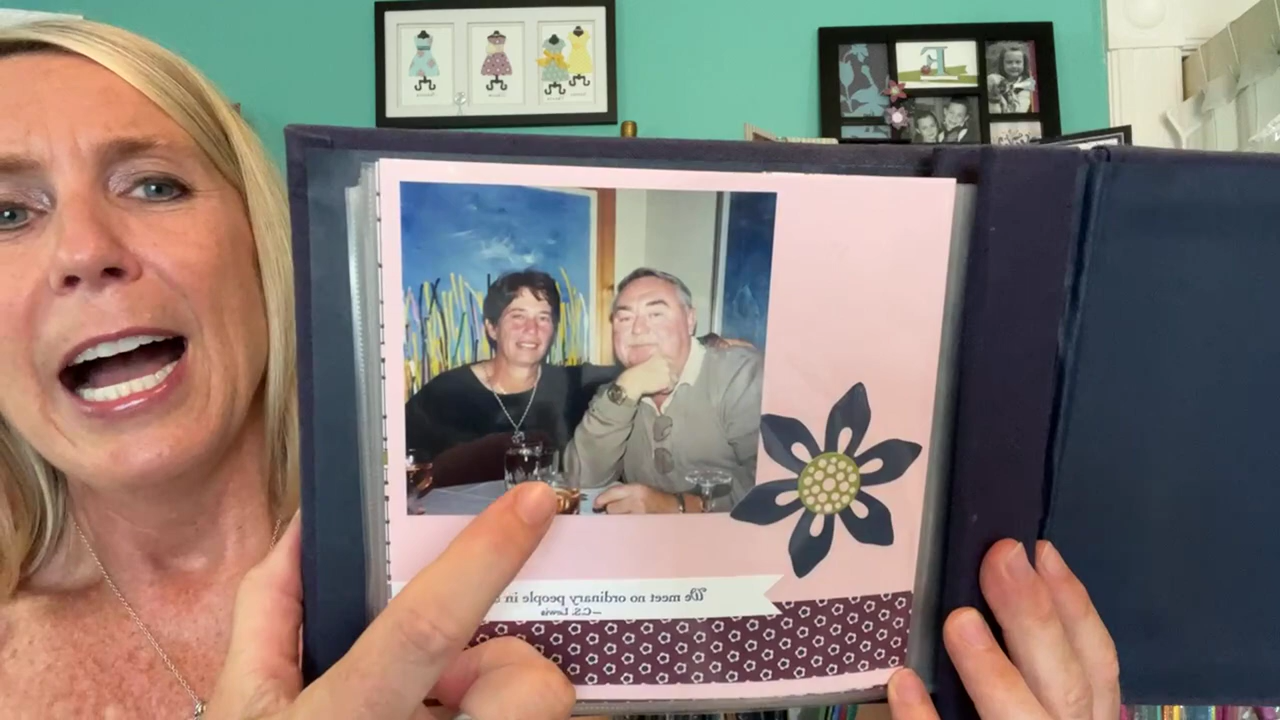 F
We meet no ordinary people in
—C.S. Lewis